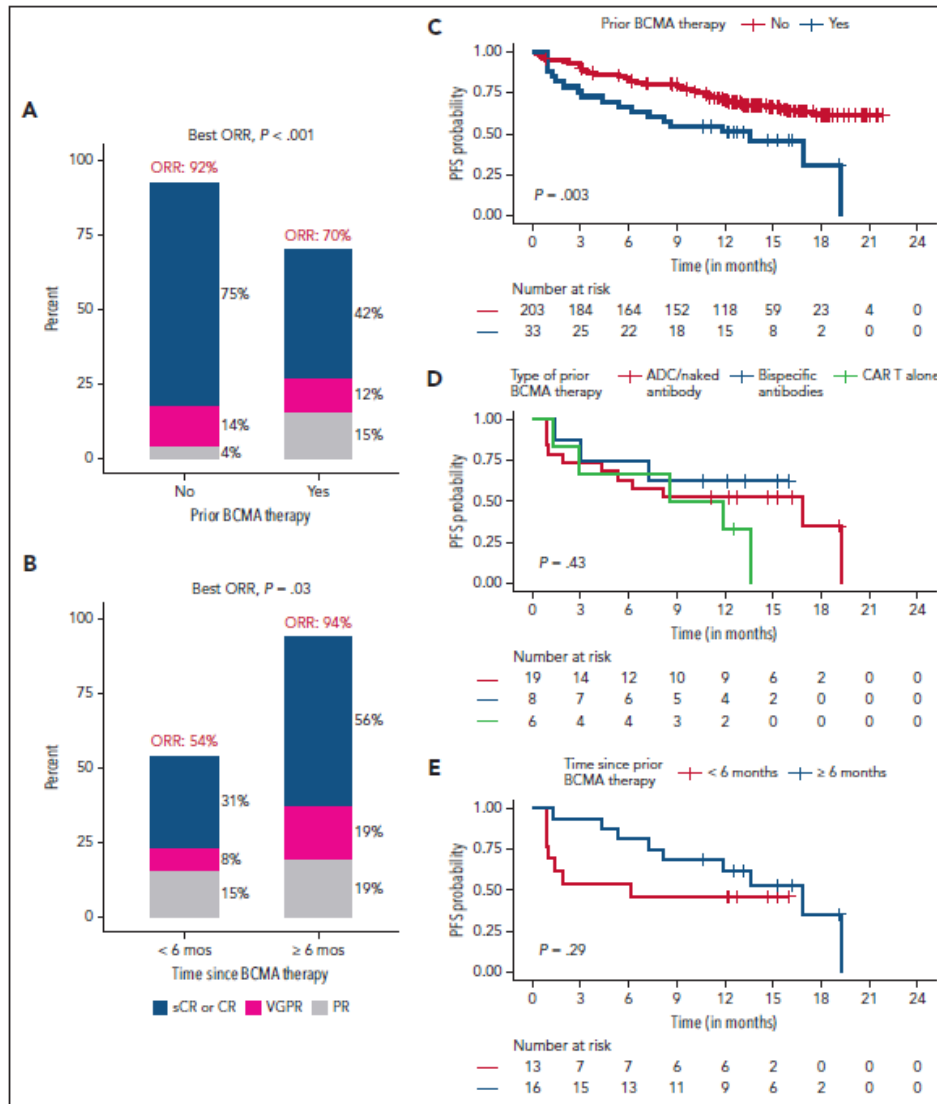 A
Best ORR, P < .001
100
75
50
25
0
Percent
ORR: 92%
75%
14%
4%
ORR: 70%
42%
12%
15%
No
Yes
Prior BCMA therapy
B
Best ORR, P = .03
100
75
50
25
0
Percent
ORR: 54%
31%
8%
15%
ORR: 94%
56%
19%
19%
< 6 mos
≥ 6 mos
Time since BCMA therapy
sCR or CR VGPR PR
C
Prior BCMA therapy No Yes
1.00
0.75
0.50
0.25
0.00
PFS probability
P = .003
0 3 6 9 12 15 18 21 24
Time (in months)
Number at risk
203 184 164 152 118 59 23 4 0
33 25 22 18 15 8 2 0 0
D
Type of prior
BCMA therapy
ADC/naked
antibody
Bispecific
antibodies
CAR T alone
1.00
0.75
0.50
0.25
0.00
PFS probability
P = .43
0 3 6 9 12 15 18 21 24
Time (in months)
Number at risk
19 14 12 10 9 6 2 0 0
8 7 6 5 4 2 0 0 0
6 4 4 3 2 0 0 0 0
E
Time since prior
BCMA therapy
< 6 months ≥ 6 months
1.00
0.75
0.50
0.25
0.00
PFS probability
P = .29
0 3 6 9 12 15 18 21 24
Time (in months)
Number at risk
13 7 7 6 6 2 0 0 0
16 15 13 11 9 6 2 0 0